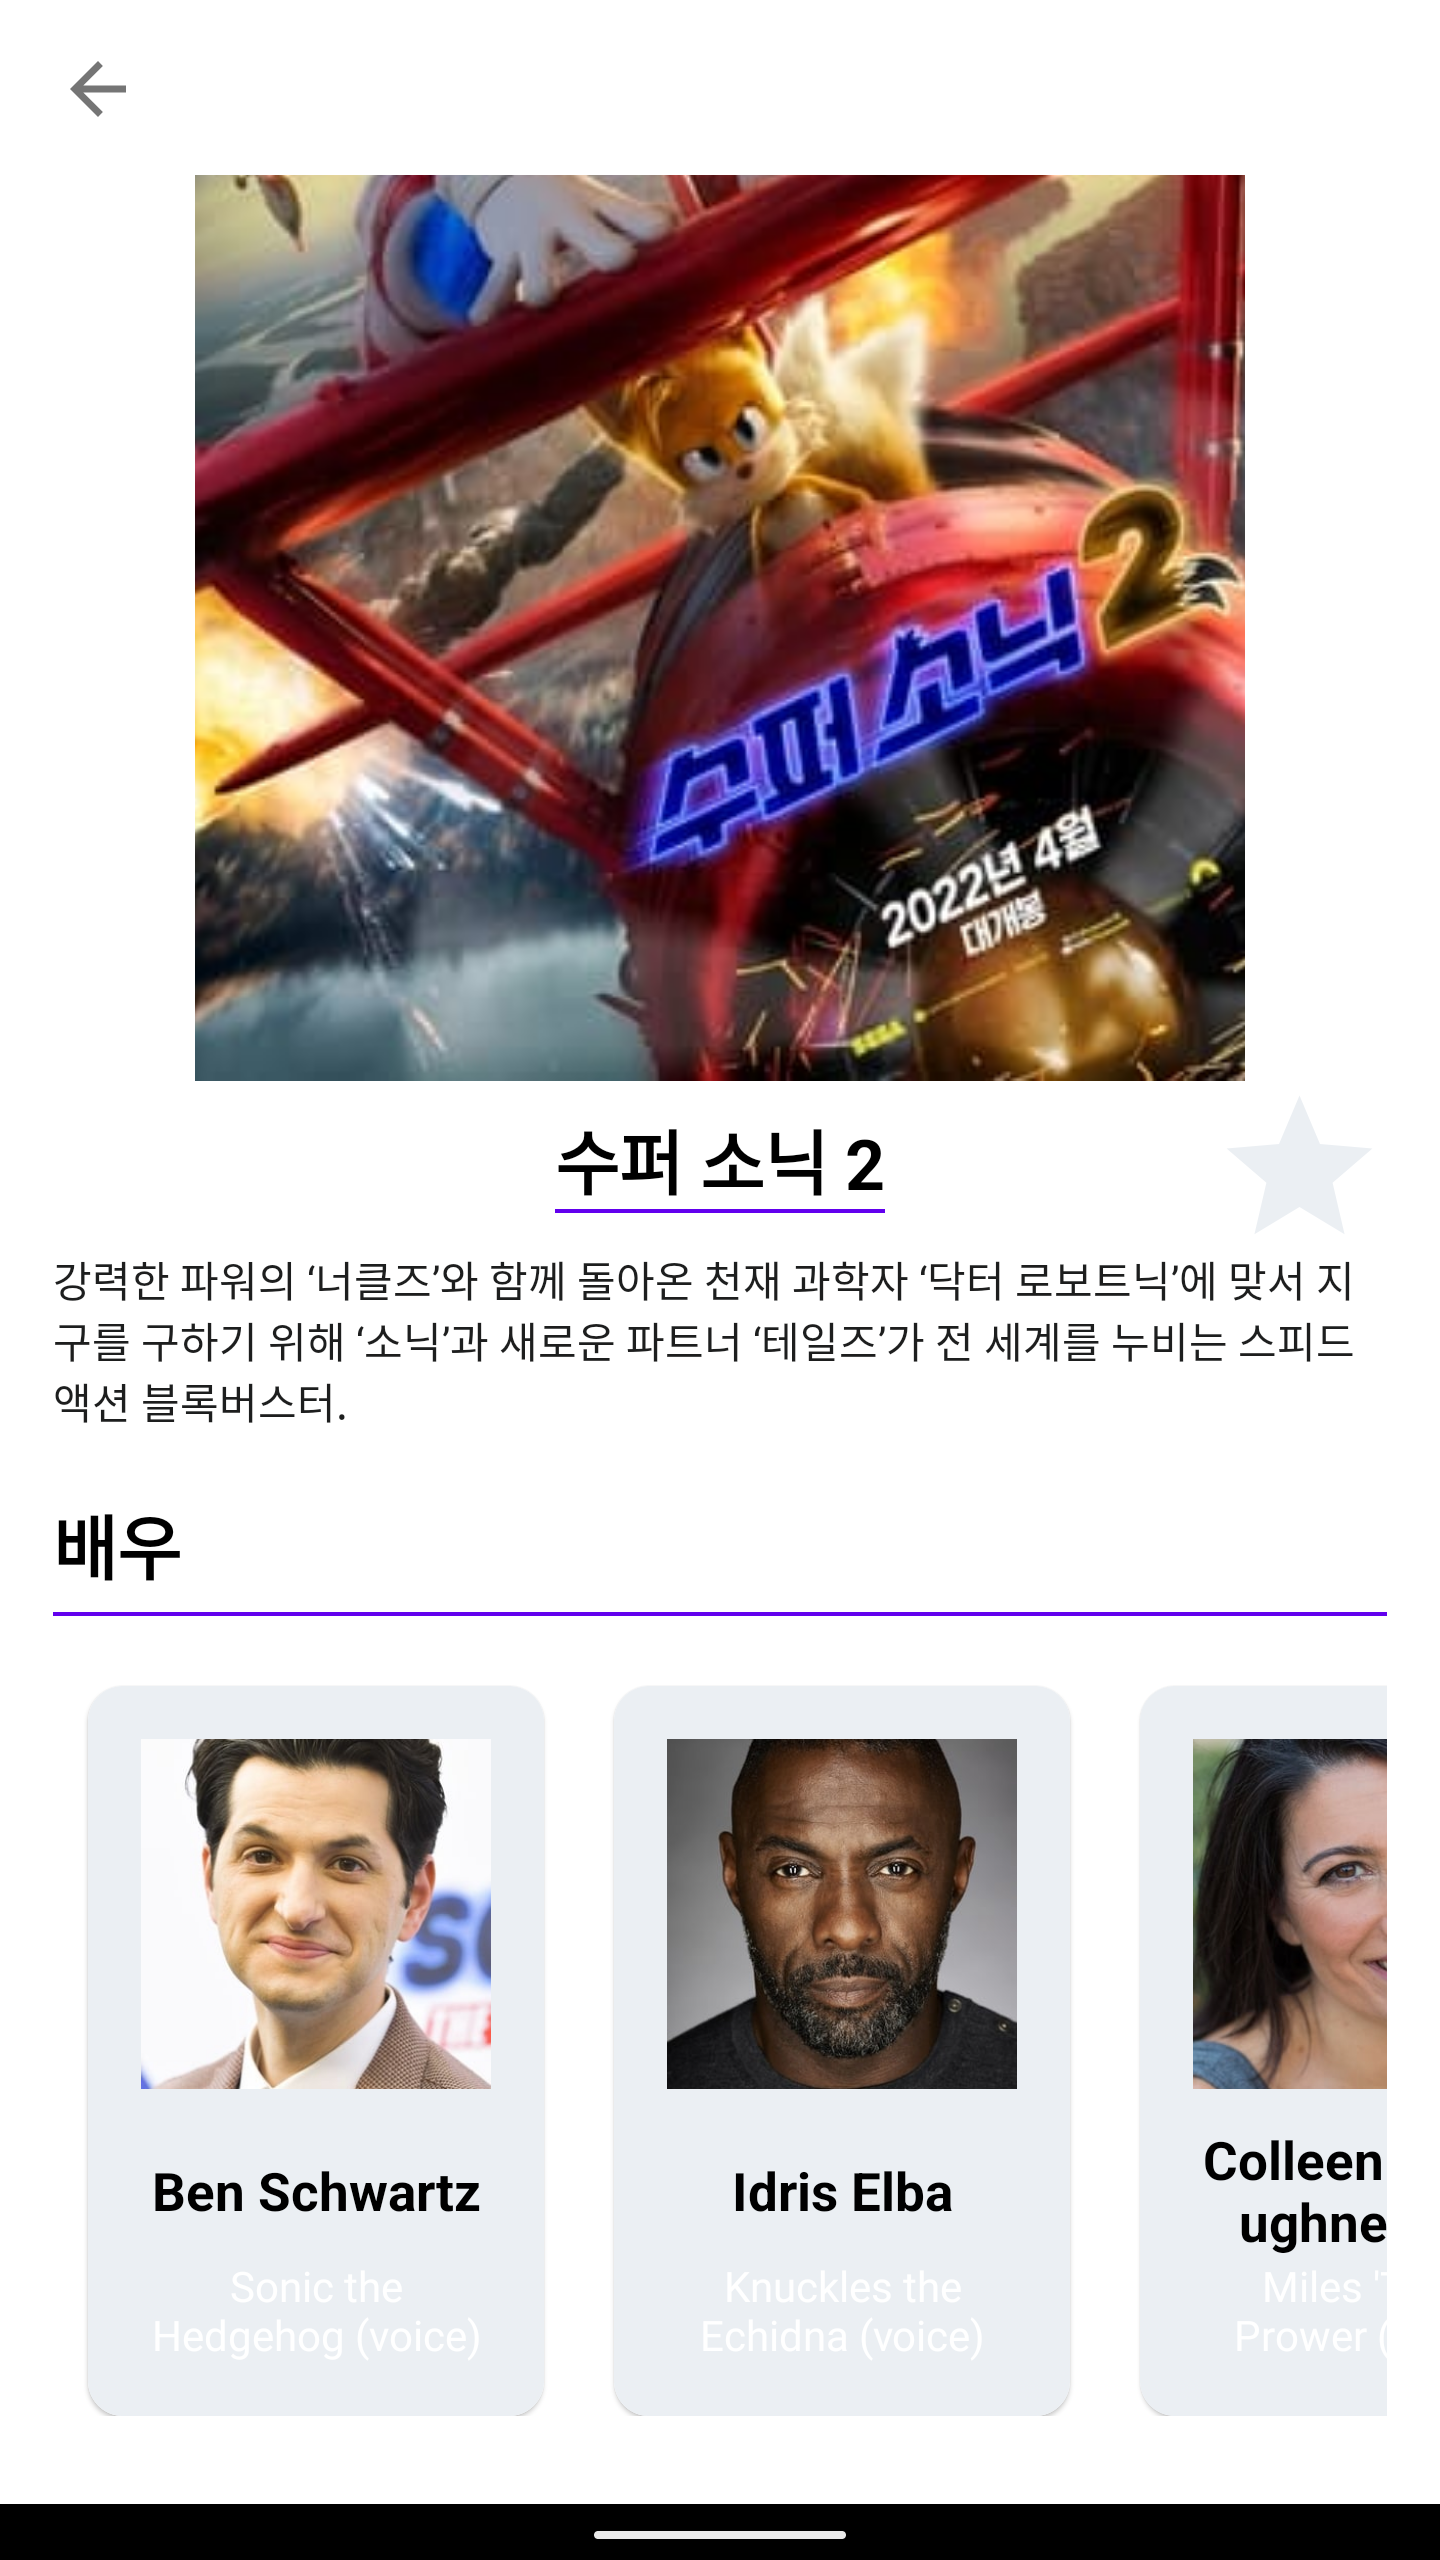 수퍼 소닉 2
2022년 4월
대개봉
SEGA
수퍼 소닉 2
강력한 파워의 ‘너클즈’와 함께 돌아온 천재 과학자 ‘닥터 로보트닉’에 맞서 지
구를 구하기 위해 ‘소닉’과 새로운 파트너 ‘테일즈’가 전 세계를 누비는 스피드
액션 블록버스터.
배우
Ben Schwartz
Sonic the
Hedgehog (voice)
Idris Elba
Knuckles the
Echidna (voice)
Colleen
ughne
Miles 'T
Prower (